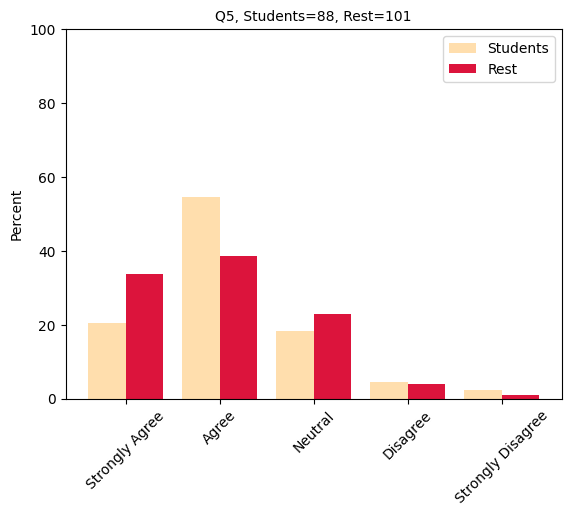 Q5, Students=88, Rest=101
Students
Rest
Percent
100
80
60
40
20
0
Strongly Agree
Agree
Neutral
Disagree
Strongly Disagree